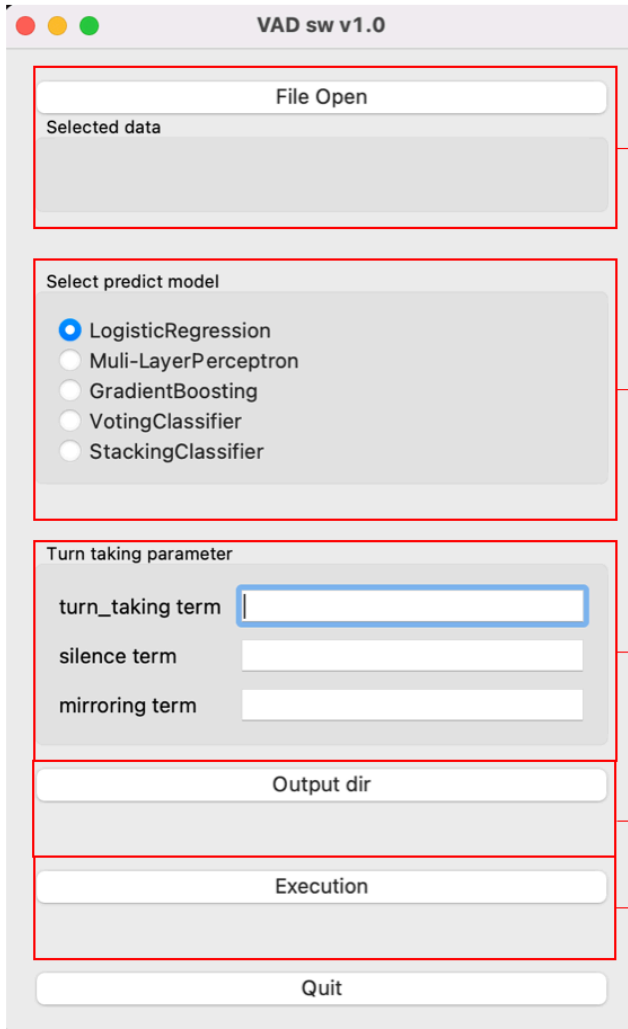 VAD sw v1.0
File Open
Selected data
Select predict model
LogisticRegression
Muli-LayerPerceptron
GradientBoosting
VotingClassifier
StackingClassifier
Turn taking parameter
turn_taking term
silence term
mirroring term
Output dir
Execution
Quit